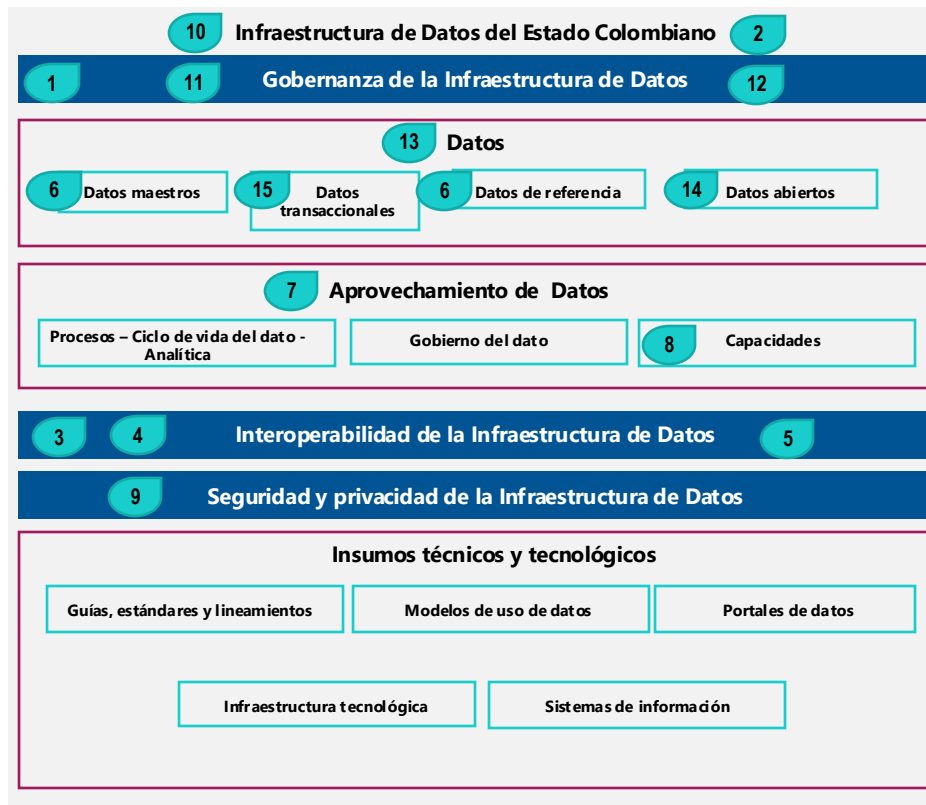 10 Infraestructura de Datos del Estado Colombiano 2
1 11 Gobernanza de la Infraestructura de Datos 12
13 Datos
6 Datos maestros
15 Datos
transaccionales
6 Datos de referencia
14 Datos abiertos
7 Aprovechamiento de Datos
Procesos – Ciclo de vida del dato -
Analítica
Gobierno del dato
8 Capacidades
3 4 Interoperabilidad de la Infraestructura de Datos 5
9 Seguridad y privacidad de la Infraestructura de Datos
Insumos técnicos y tecnológicos
Guías, estándares y lineamientos
Modelos de uso de datos
Portales de datos
Infraestructura tecnológica
Sistemas de información